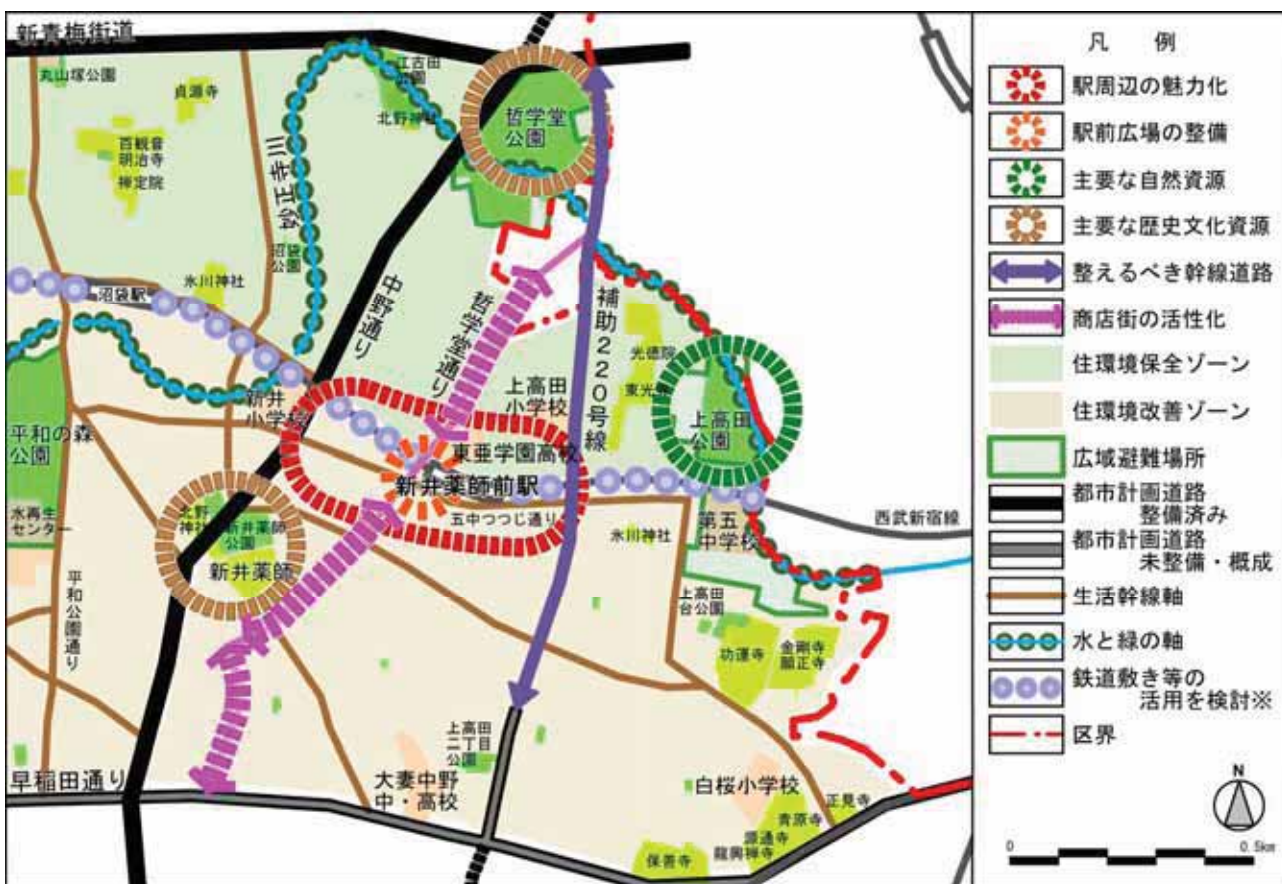 新青梅街道
丸山塚公園
貞源寺
江古田
公園
北野神社
哲学堂
公園
百観音
明治寺
禅定院
妙正寺川
沼袋
公園
氷川神社
沼袋駅
中野通り
哲学堂通り
補助220号線
光徳院
東光寺
上高田
小学校
上高田
公園
新井
小学校
平和の森
公園
東亜学園高校
新井薬師前駅
五中つつじ通り
西武新宿線
水再生
センター
北野
神社
新井薬師
公園
新井薬師
氷川神社
第五
中学校
平和公園通り
上高田
台公園
功運寺
金剛寺
願正寺
上高田
二丁目
公園
早稲田通り
大妻中野
中・高校
白桜小学校
正見寺
青原寺
源通寺
龍興禅寺
保善寺
凡 例
駅周辺の魅力化
駅前広場の整備
主要な自然資源
主要な歴史文化資源
整えるべき幹線道路
商店街の活性化
住環境保全ゾーン
住環境改善ゾーン
広域避難場所
都市計画道路
整備済み
都市計画道路
未整備・概成
生活幹線軸
水と緑の軸
鉄道敷き等の
活用を検討※
区界
N
0 0.5km